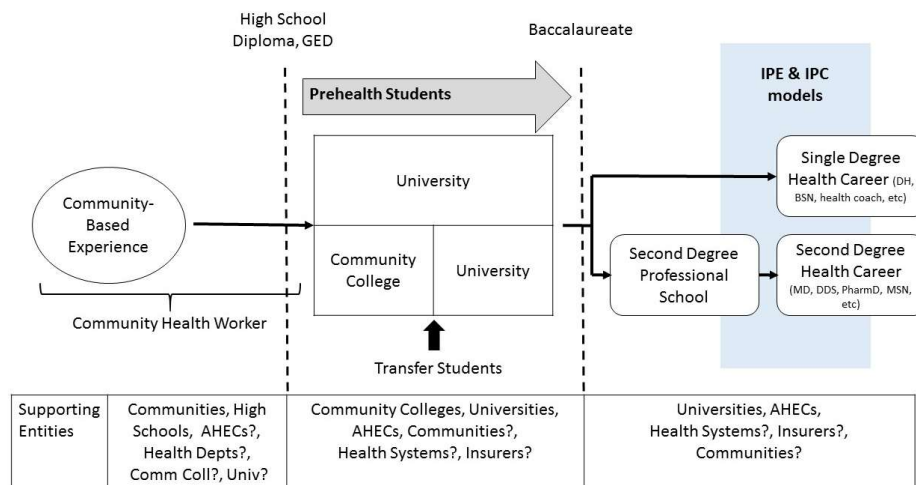 High School
Diploma, GED
Baccalaureate
IPE & IPC
models
Prehealth Students
University
Single Degree
Health Career (DH,
BSN, health coach, etc)
Community-
Based
Experience
Community
College
University
Second Degree
Professional
School
Second Degree
Health Career
(MD, DDS, PharmD, MSN,
etc)
Community Health Worker
Transfer Students
Supporting
Entities
Communities, High
Schools, AHECs?,
Health Depts?,
Comm Coll?, Univ?
Community Colleges, Universities,
AHECs, Communities?,
Health Systems?, Insurers?
Universities, AHECs,
Health Systems?, Insurers?,
Communities?